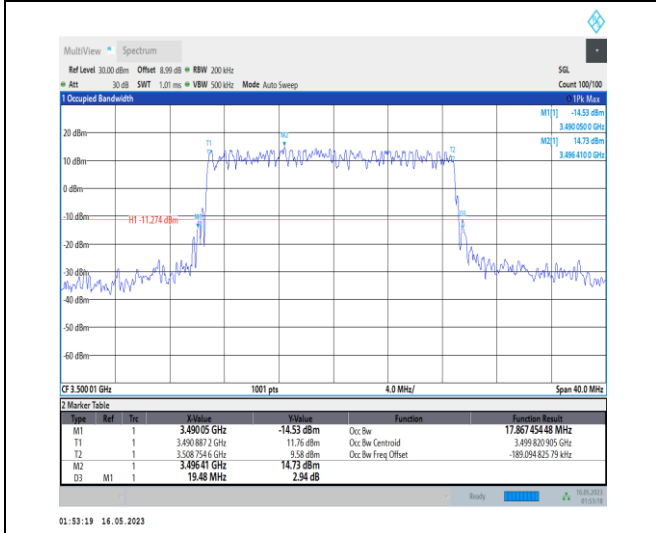 MultiView Spectrum
Ref Level 30.00 dBm Offset 8.99 dB RBW 200 kHz SGL
Att 30 dB SWT 1.01 ms VBW 500 kHz Mode Auto Sweep Count 100/100
1 Occupied Bandwidth 1Pk Max
M1[1] -14.53 dBm
3.490 050 0 GHz
M2[1] 14.73 dBm
3.496 410 0 GHz
20 dBm
T1 M2 T2
10 dBm
0 dBm
-10 dBm
H1 -11.274 dBm
-20 dBm
-30 dBm
-40 dBm
-50 dBm
-60 dBm
CF 3.500 01 GHz 1001 pts 4.0 MHz/ Span 40.0 MHz
2 Marker Table
Type Ref Trc X-Value Y-Value Function Function Result
M1 1 3.490 05 GHz -14.53 dBm Occ Bw 17.867 454 48 MHz
T1 1 3.490 887 2 GHz 11.76 dBm Occ Bw Centroid 3.499 820 905 GHz
T2 1 3.508 754 6 GHz 9.58 dBm Occ Bw Freq Offset -189.094 825 79 kHz
M2 1 3.496 41 GHz 14.73 dBm
D3 M1 1 19.48 MHz 2.94 dB
Ready 16.05.2023
01:53:18
01:53:19 16.05.2023